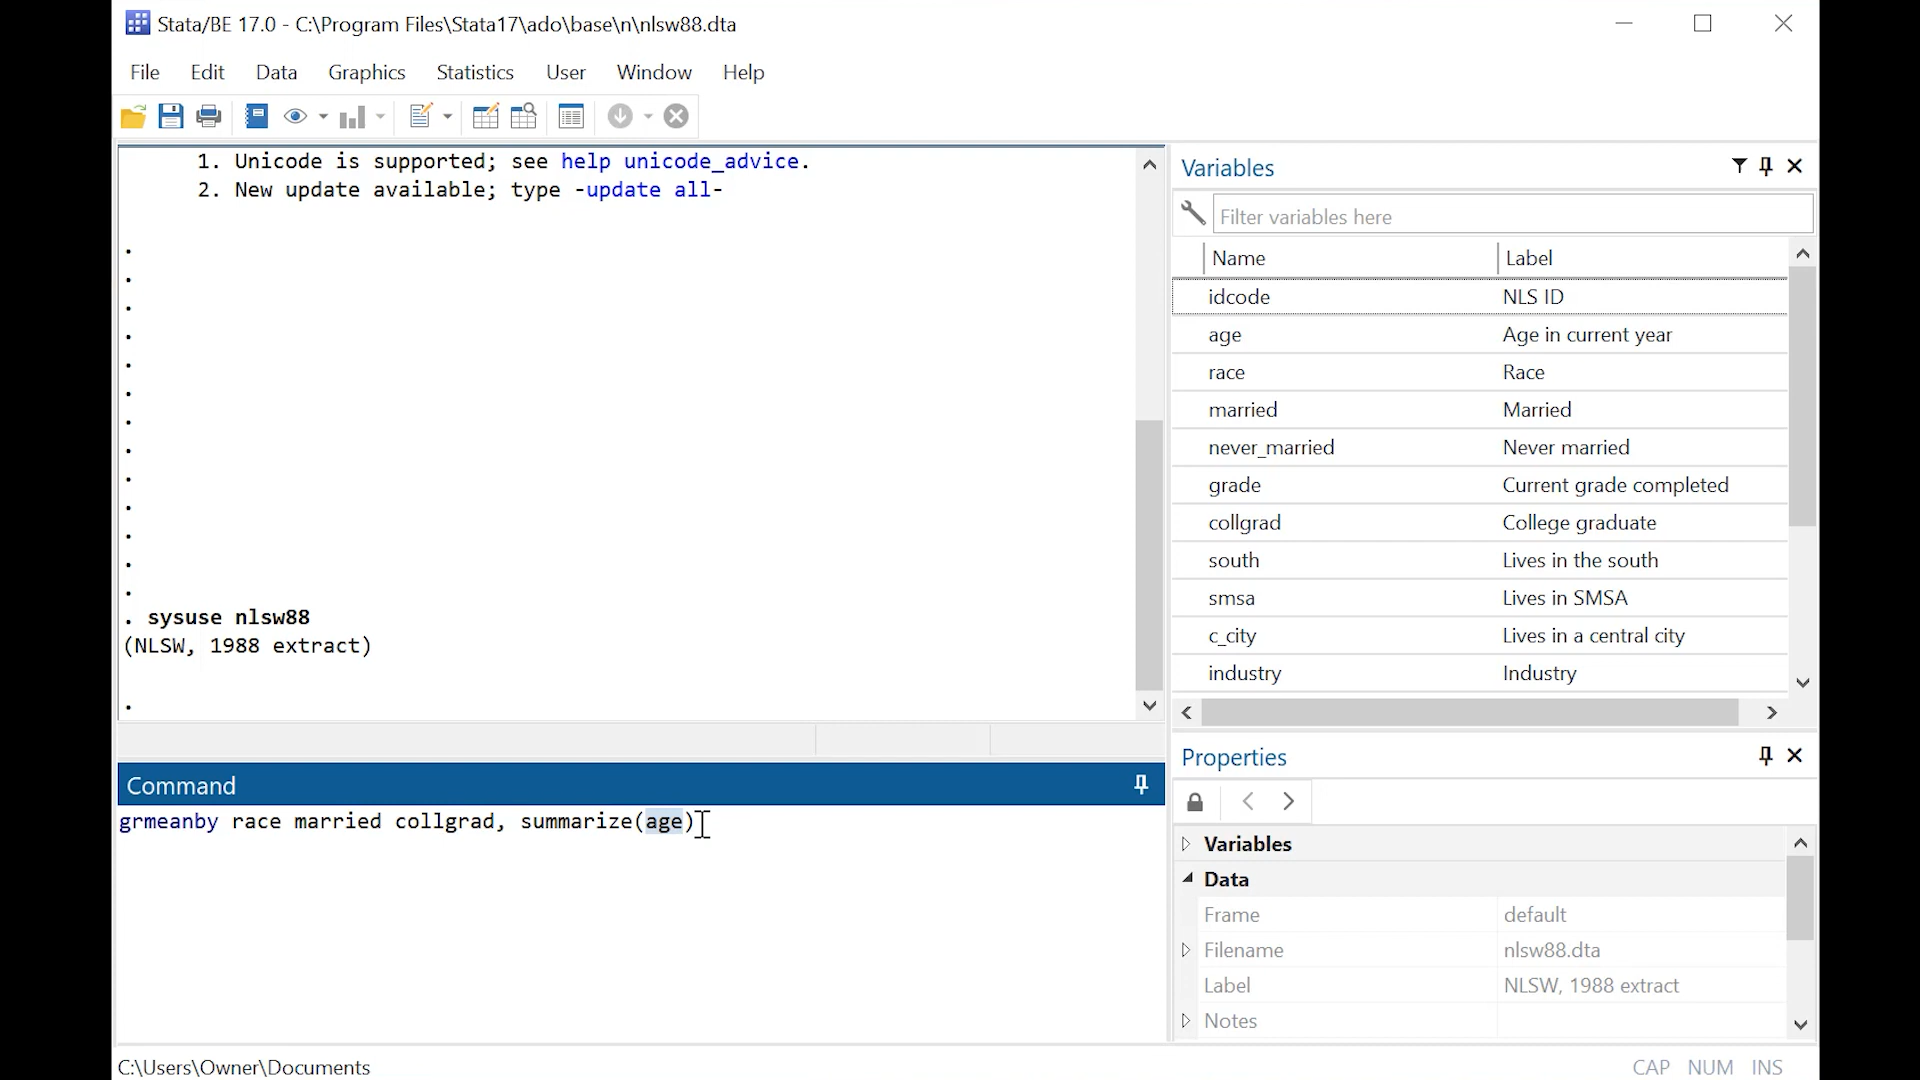 Stata/BE 17.0 - C:\Program Files\Stata17\ado\base\n\nlsw88.dta
File Edit Data Graphics Statistics User Window Help
1. Unicode is supported; see help unicode_advice.
2. New update available; type -update all-
.
.
.
.
.
.
.
.
.
.
.
.
.
. sysuse nlsw88
(NLSW, 1988 extract)
.
Command
grmeanby race married collgrad, summarize(age)
Variables
Filter variables here
Name Label
idcode NLS ID
age Age in current year
race Race
married Married
never_married Never married
grade Current grade completed
collgrad College graduate
south Lives in the south
smsa Lives in SMSA
c_city Lives in a central city
industry Industry
Properties
Variables
Data
Frame default
Filename nlsw88.dta
Label NLSW, 1988 extract
Notes
C:\Users\Owner\Documents
CAP NUM INS